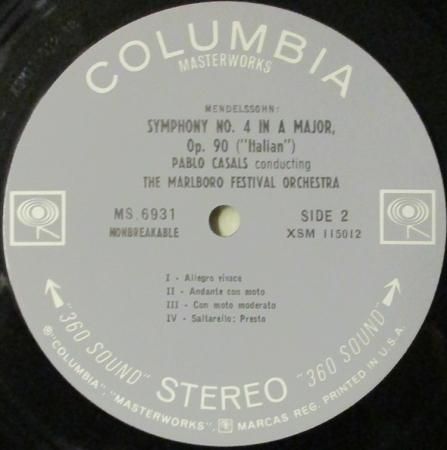 COLUMBIA
MASTERWORKS
MENDELSSOHN:
SYMPHONY NO. 4 IN A MAJOR,
Op. 90 ("Italian")
PABLO CASALS conducting
THE MARLBORO FESTIVAL ORCHESTRA
MS 6931
NONBREAKABLE
SIDE 2
XSM 115012
I - Allegro vivace
II - Andante con moto
III - Con moto moderato
IV - Saltarello: Presto
"360 SOUND" STEREO "360 SOUND"
® "COLUMBIA", "MASTERWORKS", MARCAS REG. PRINTED IN U.S.A.